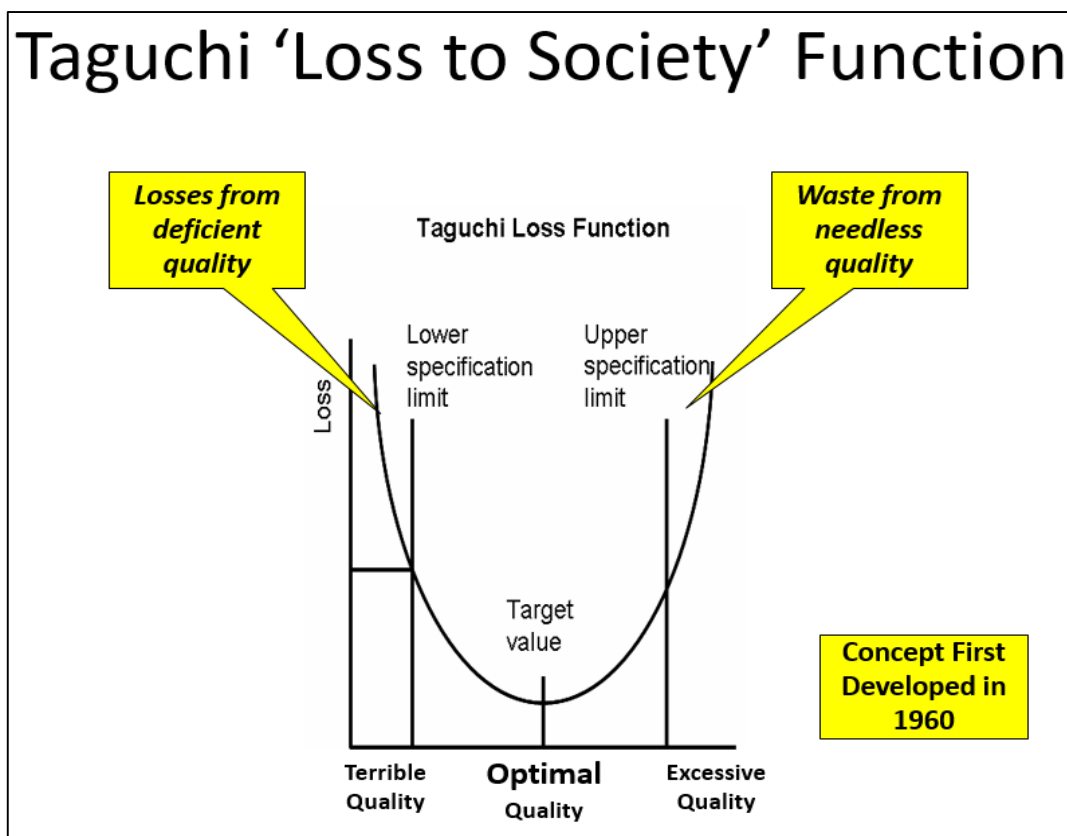 Taguchi ‘Loss to Society’ Function
Losses from
deficient
quality
Waste from
needless
quality
Taguchi Loss Function
Loss
Lower
specification
limit
Upper
specification
limit
Target
value
Concept First
Developed in
1960
Terrible
Quality
Optimal
Quality
Excessive
Quality